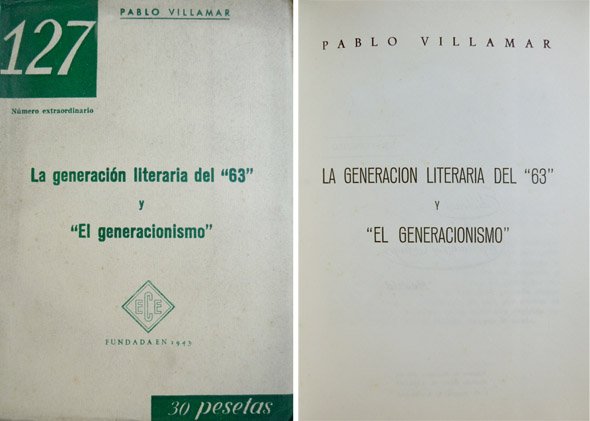 127
PABLO VILLAMAR
Número extraordinario
La generación literaria del “63”
y
“El generacionismo”
ECE
FUNDADA EN 1943
30 pesetas
PABLO VILLAMAR
LA GENERACION LITERARIA DEL “63”
Y
“EL GENERACIONISMO”